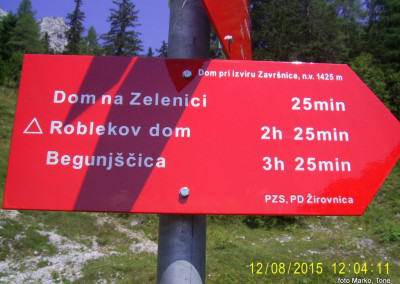 Dom pri izviru Završnice, n.v. 1425 m
Dom na Zelenici 25min
Roblekov dom 2h 25min
Begunjščica 3h 25min
PZS, PD Žirovnica
12/08/2015 12:04:11
foto Marko, Tone